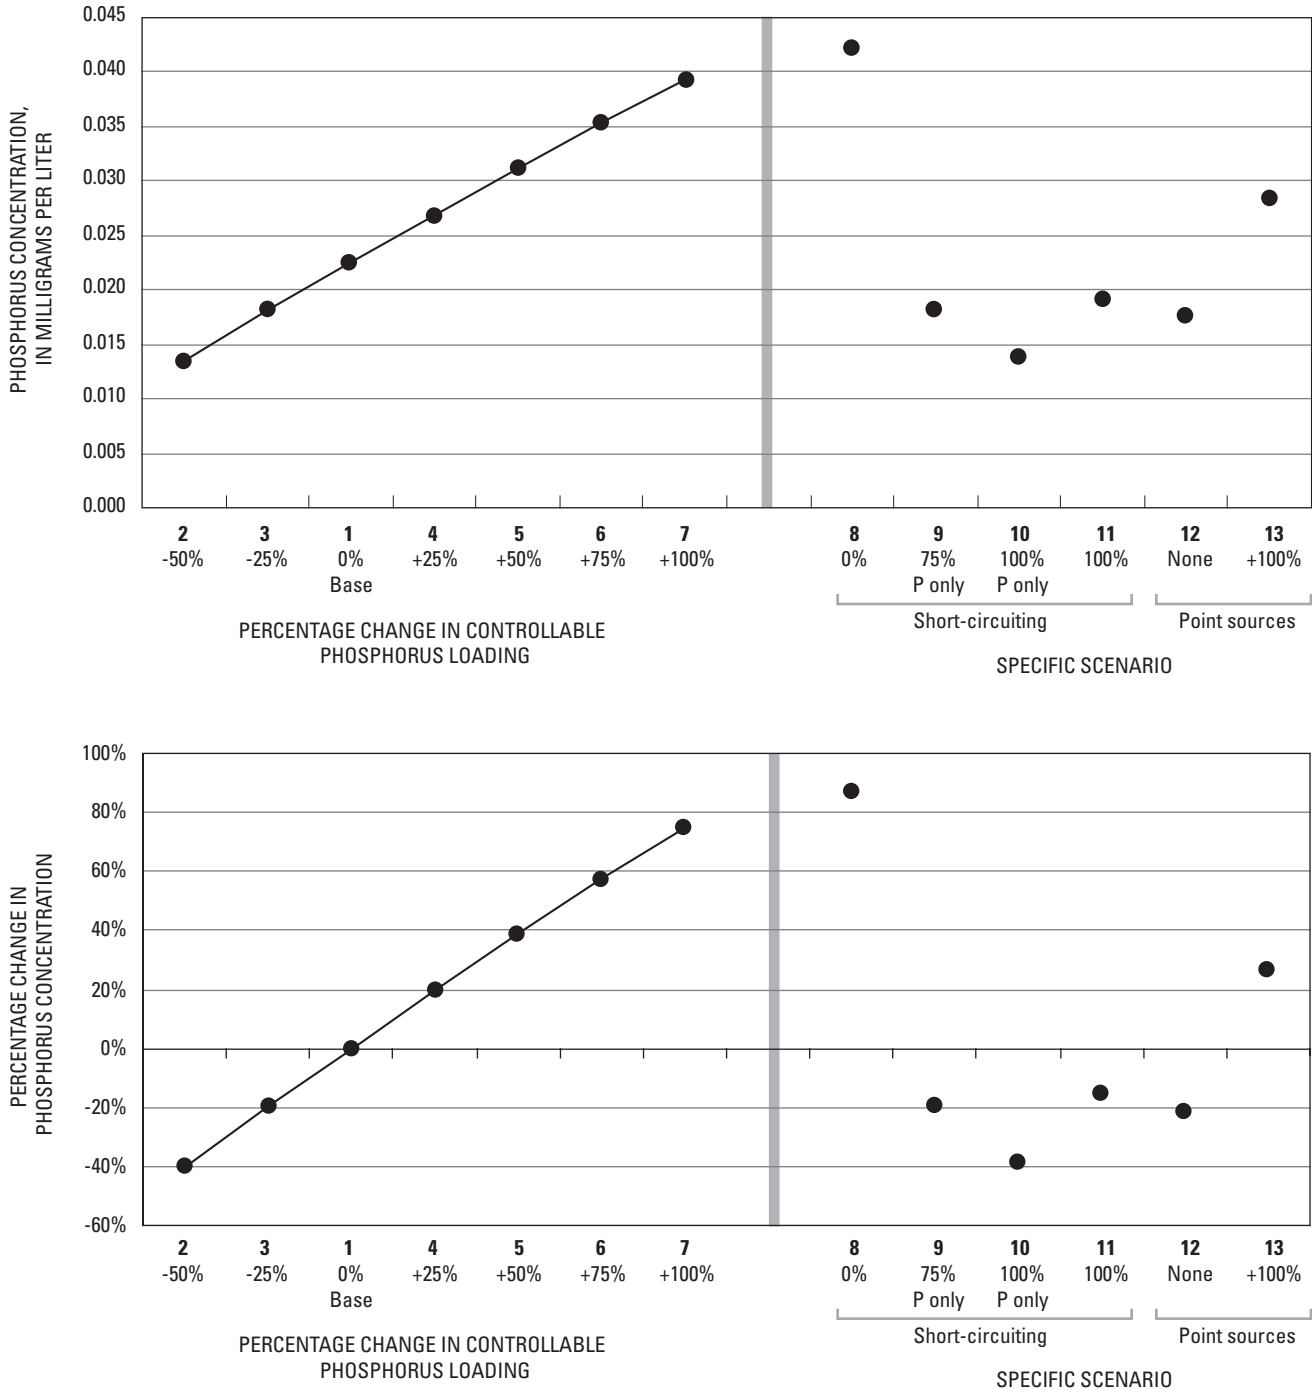 PHOSPHORUS CONCENTRATION,
IN MILLIGRAMS PER LITER
0.045
0.040
0.035
0.030
0.025
0.020
0.015
0.010
0.005
0.000
2 3 1 4 5 6 7 8 9 10 11 12 13
-50% -25% 0% +25% +50% +75% +100% 0% 75% 100% 100% None +100%
Base P only P only
Short-circuiting Point sources
PERCENTAGE CHANGE IN CONTROLLABLE
PHOSPHORUS LOADING
SPECIFIC SCENARIO
PERCENTAGE CHANGE IN
PHOSPHORUS CONCENTRATION
100%
80%
60%
40%
20%
0%
-20%
-40%
-60%
2 3 1 4 5 6 7 8 9 10 11 12 13
-50% -25% 0% +25% +50% +75% +100% 0% 75% 100% 100% None +100%
Base P only P only
Short-circuiting Point sources
PERCENTAGE CHANGE IN CONTROLLABLE
PHOSPHORUS LOADING
SPECIFIC SCENARIO